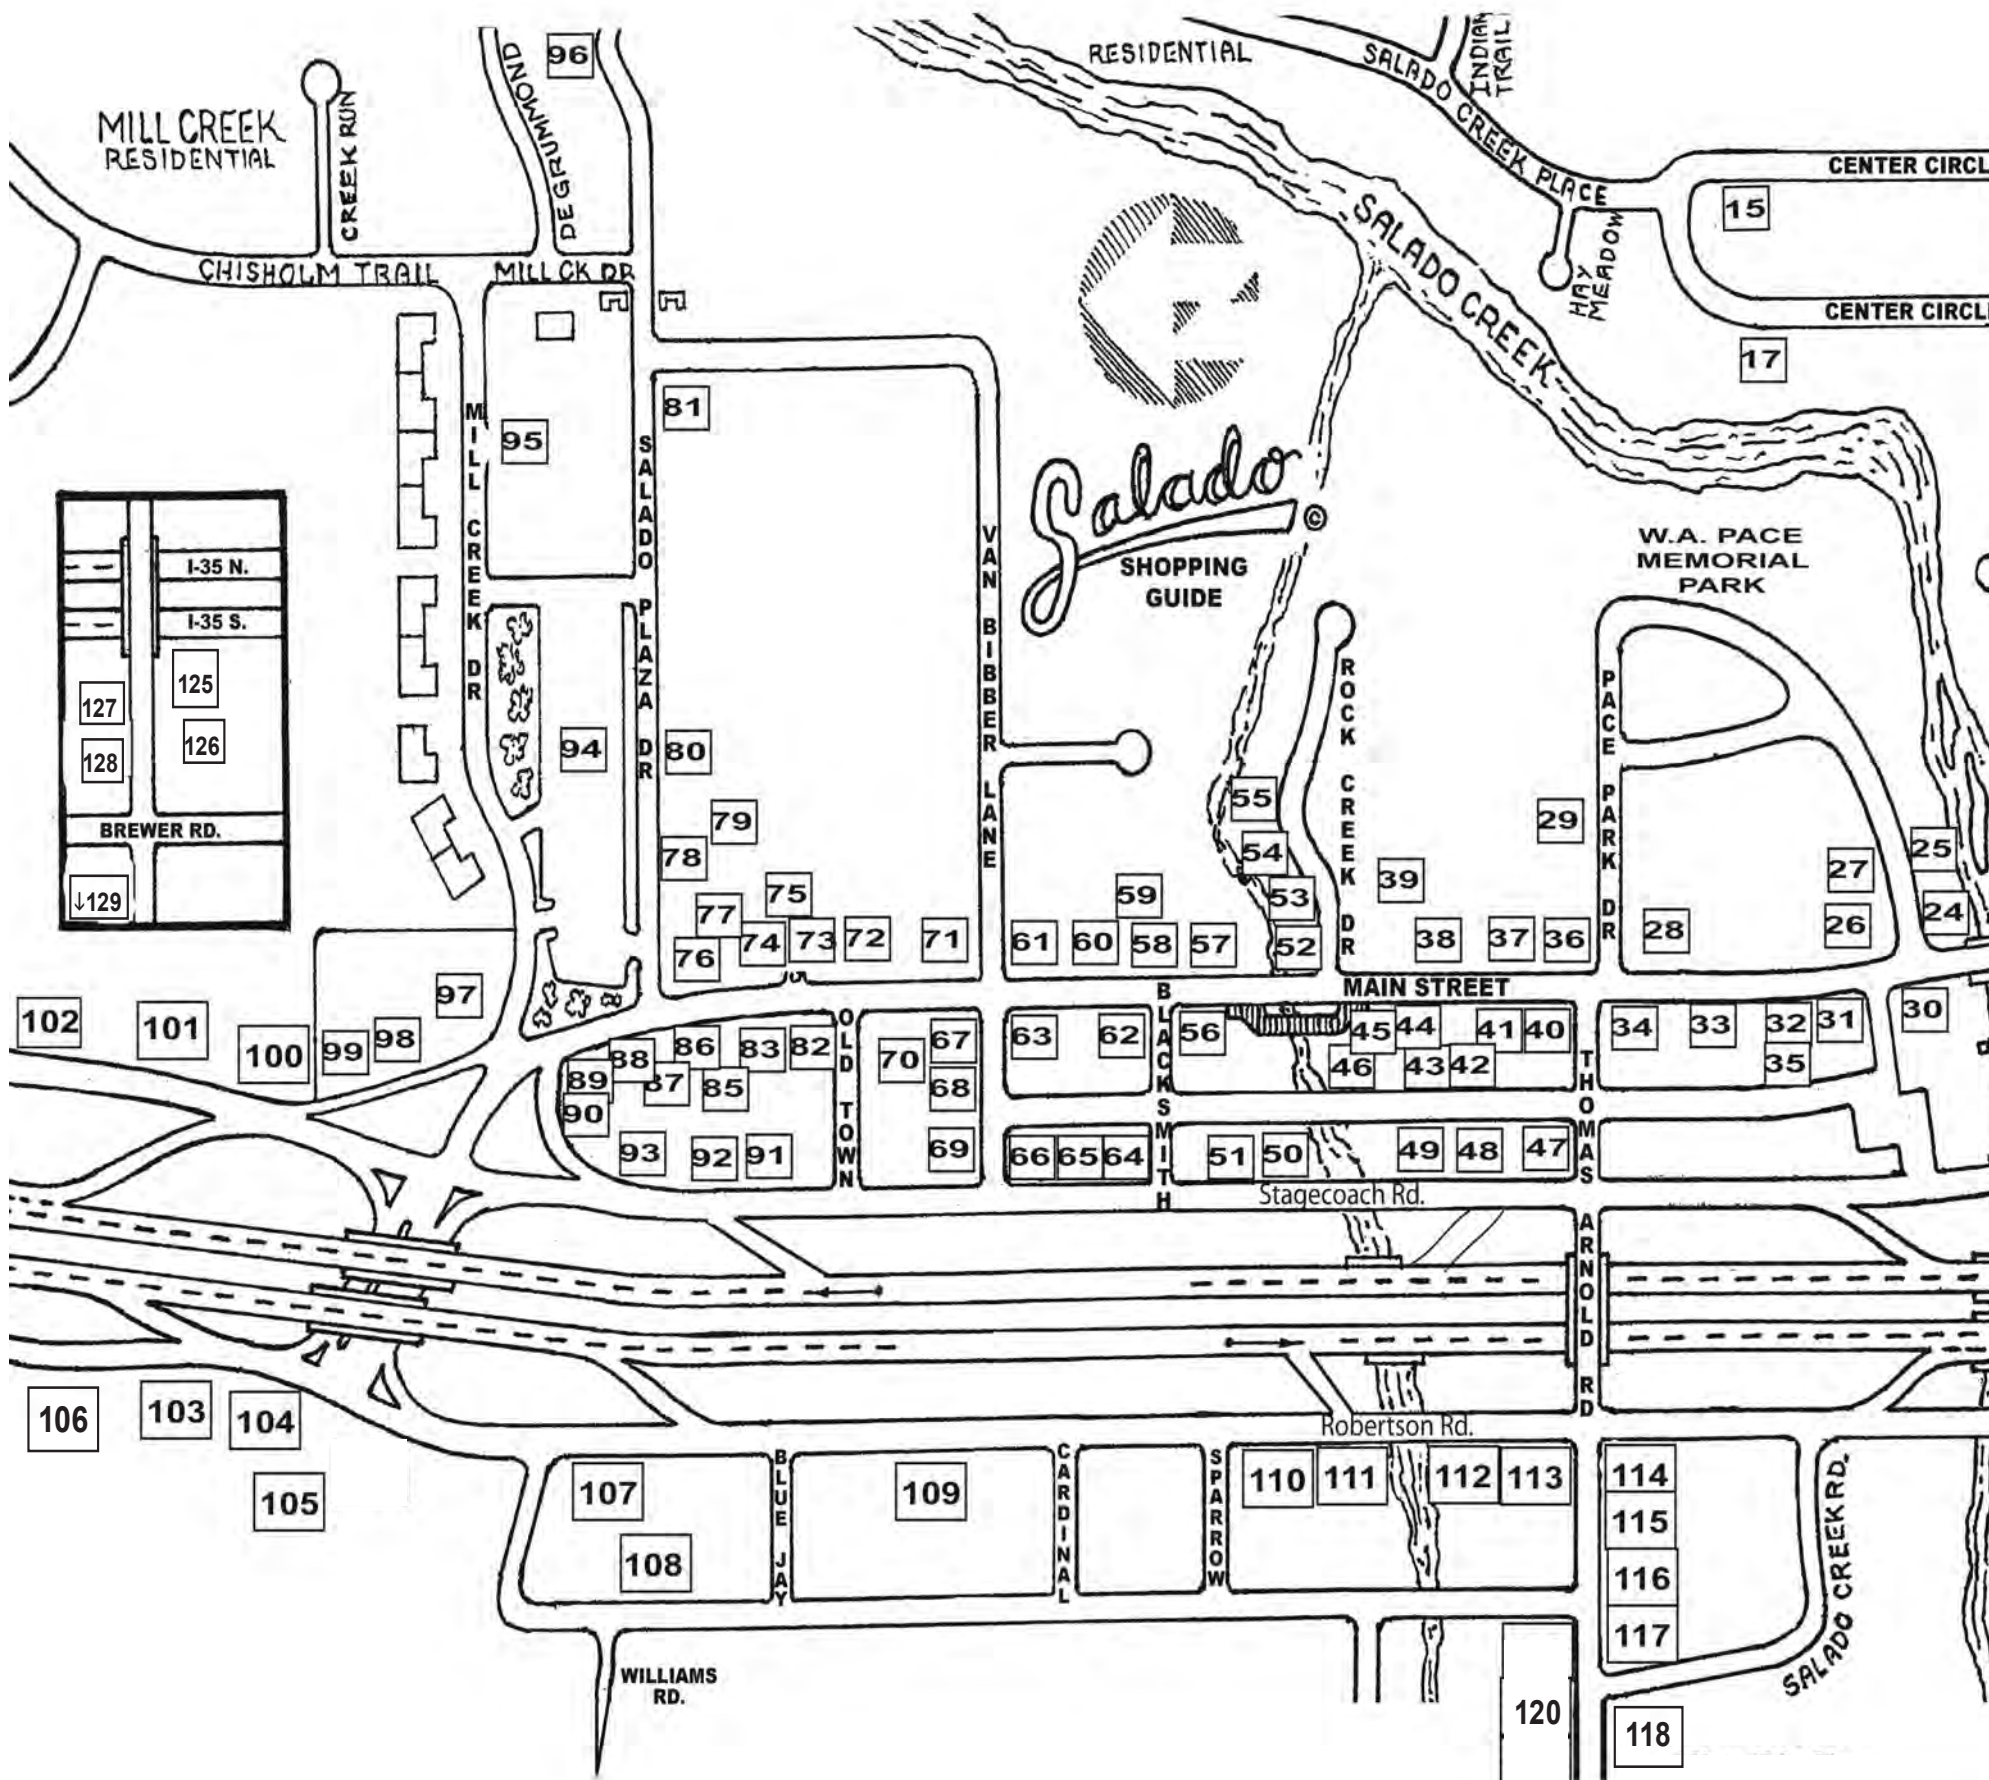 96
RESIDENTIAL
INDIAN
TRAIL
SALADO CREEK PLACE
DEGRUMMOND
MILL CREEK
RESIDENTIAL
CREEK RUN
CENTER CIRCL
15
SALADO CREEK
HAY
MEADOW
CHISHOLM TRAIL
MILL CK DR
CENTER CIRCL
17
81
95
MILL CREEK DR
SALADO PLAZA DR
VAN BIBBER LANE
Salado
©
SHOPPING
GUIDE
W.A. PACE
MEMORIAL
PARK
I-35 N.
I-35 S.
125
127
126
128
BREWER RD.
↓129
94
80
79
78
77
75
76
74
73
72
71
ROCK CREEK DR
PACE PARK DR
55
54
53
52
59
61
60
58
57
29
39
38
37
36
28
27
26
25
24
MAIN STREET
97
102
101
100
99
98
88
86
83
82
89
87
85
90
93
92
91
OLD TOWN
70
67
68
69
63
62
66
65
64
BLACKSMITH
56
45
44
41
40
46
43
42
51
50
49
48
47
THOMAS ARNOLD RD
34
33
32
31
35
30
Stagecoach Rd.
Robertson Rd.
106
103
104
105
107
108
BLUE JAY
109
CARDINAL
SPARROW
110
111
112
113
114
115
116
117
SALADO CREEK RD.
WILLIAMS
RD.
120
118